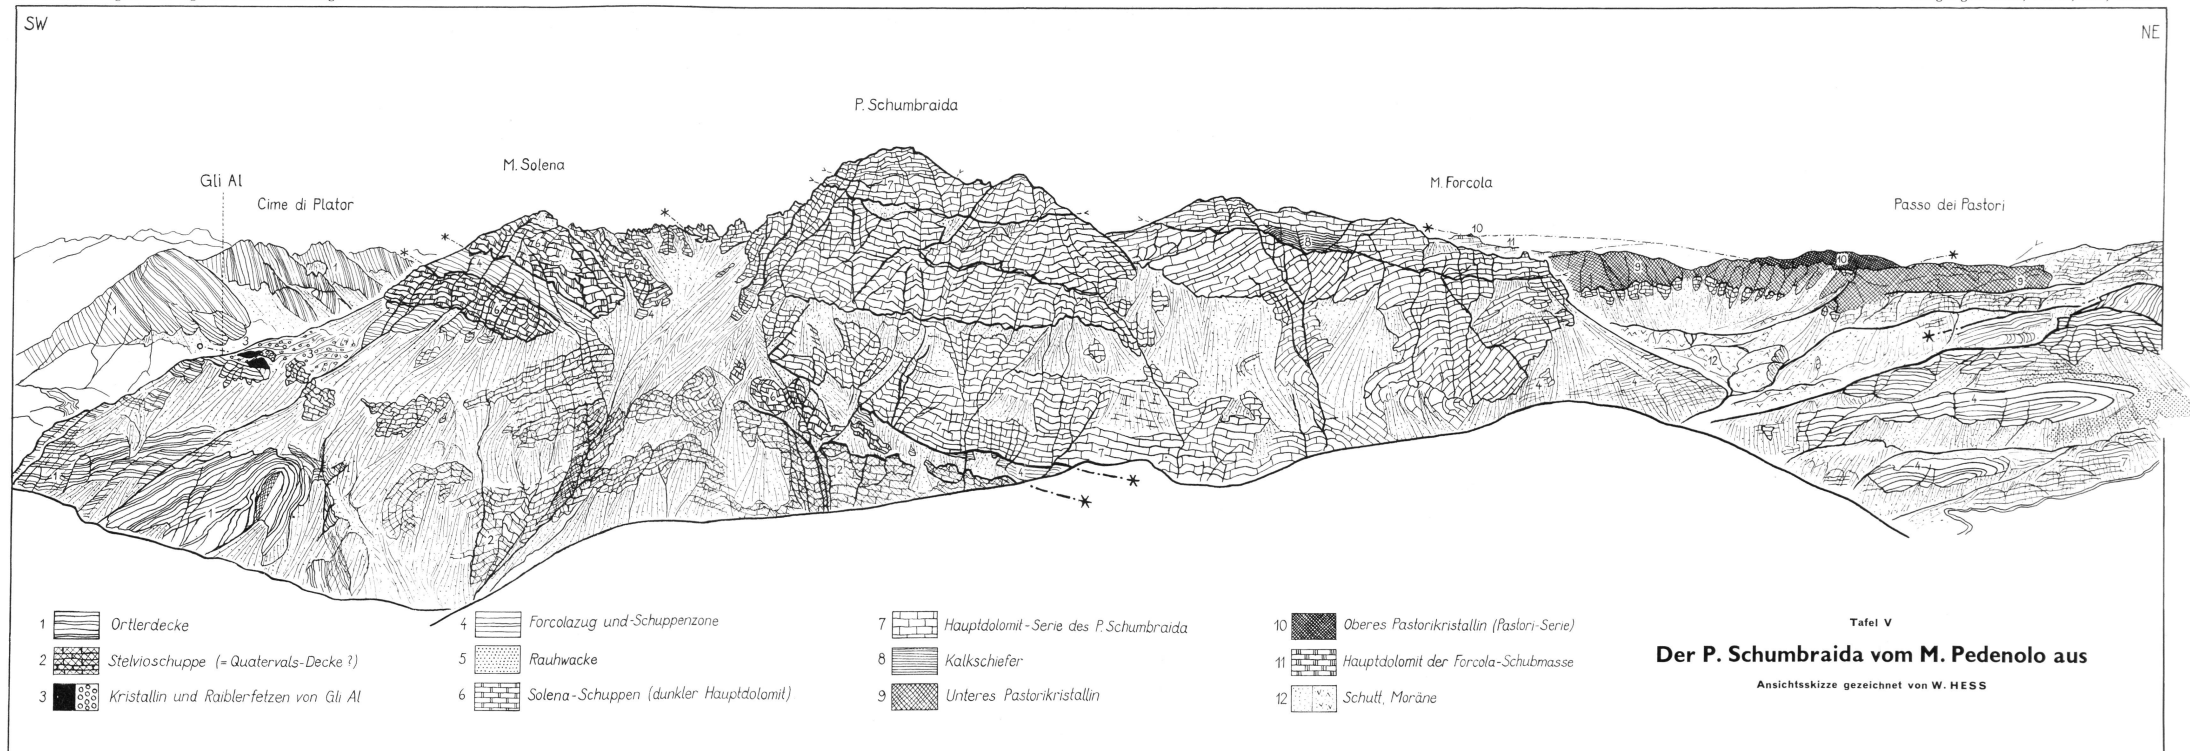 SW
NE
P. Schumbraida
M. Solena
Gli Al
Cime di Plator
M. Forcola
Passo dei Pastori
1 Ortlerdecke
2 Stelvioschuppe (= Quatervals-Decke ?)
3 Kristallin und Raiblerfetzen von Gli Al
4 Forcolazug und -Schuppenzone
5 Rauhwacke
6 Solena-Schuppen (dunkler Hauptdolomit)
7 Hauptdolomit-Serie des P. Schumbraida
8 Kalkschiefer
9 Unteres Pastorikristallin
10 Oberes Pastorikristallin (Pastori-Serie)
11 Hauptdolomit der Forcola-Schubmasse
12 Schutt, Moräne
Tafel V
Der P. Schumbraida vom M. Pedenolo aus
Ansichtsskizze gezeichnet von W. HESS